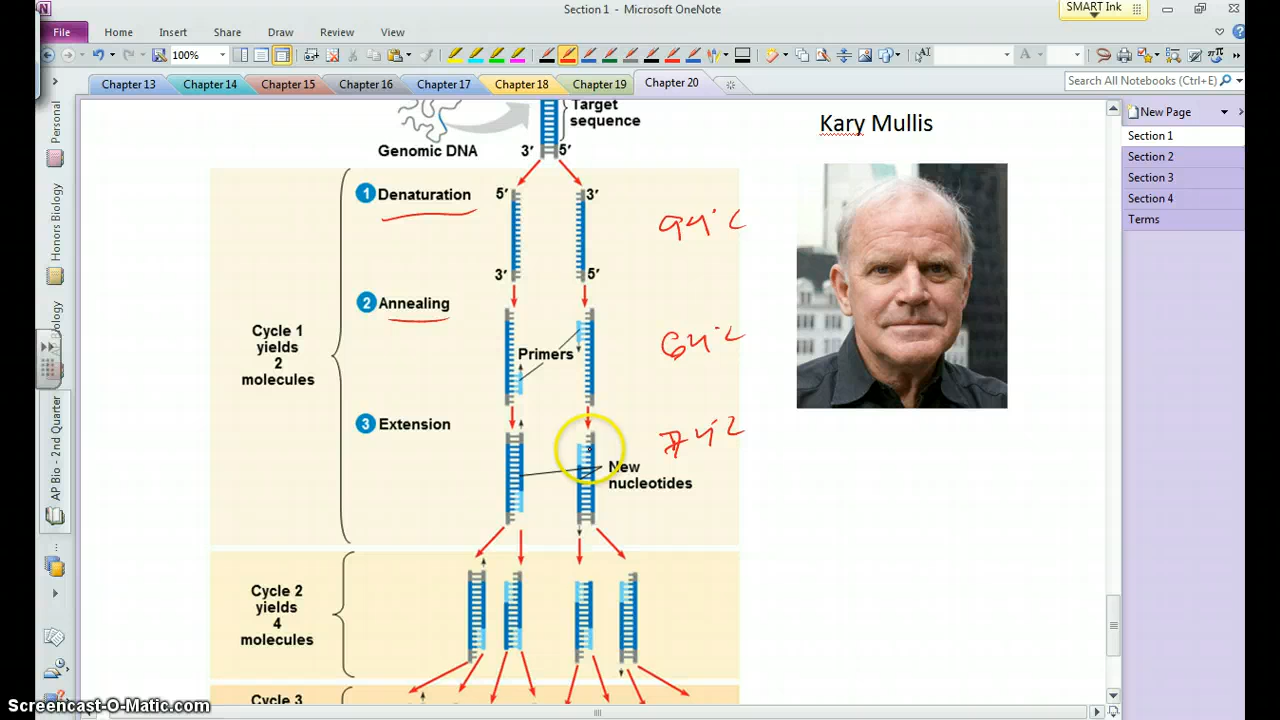 Section 1 - Microsoft OneNote
SMART Ink
File Home Insert Share Draw Review View
100%
Chapter 13 Chapter 14 Chapter 15 Chapter 16 Chapter 17 Chapter 18 Chapter 19 Chapter 20
Search All Notebooks (Ctrl+E)
New Page
Section 1
Section 2
Section 3
Section 4
Terms
Personal
Honors Biology
AP Bio - 2nd Quarter
Target
sequence
Genomic DNA
3' 5'
Kary Mullis
1 Denaturation
5' 3'
94°C
3' 5'
2 Annealing
Cycle 1
yields
2
molecules
Primers
64°C
3 Extension
74°C
New
nucleotides
Cycle 2
yields
4
molecules
Cycle 3
Screencast-O-Matic.com